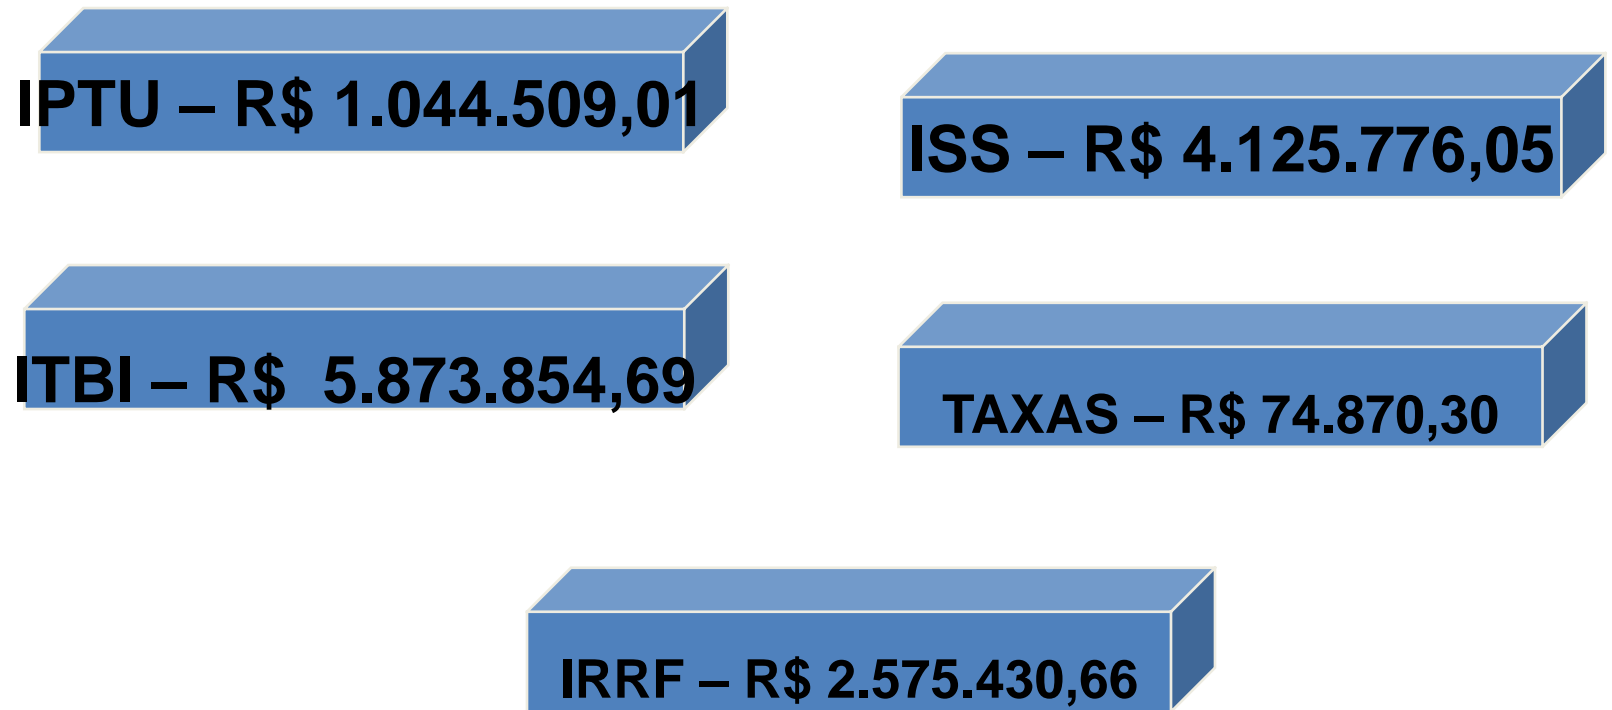 IPTU – R$ 1.044.509,01
ISS – R$ 4.125.776,05
ITBI – R$  5.873.854,69
TAXAS – R$ 74.870,30
IRRF – R$ 2.575.430,66